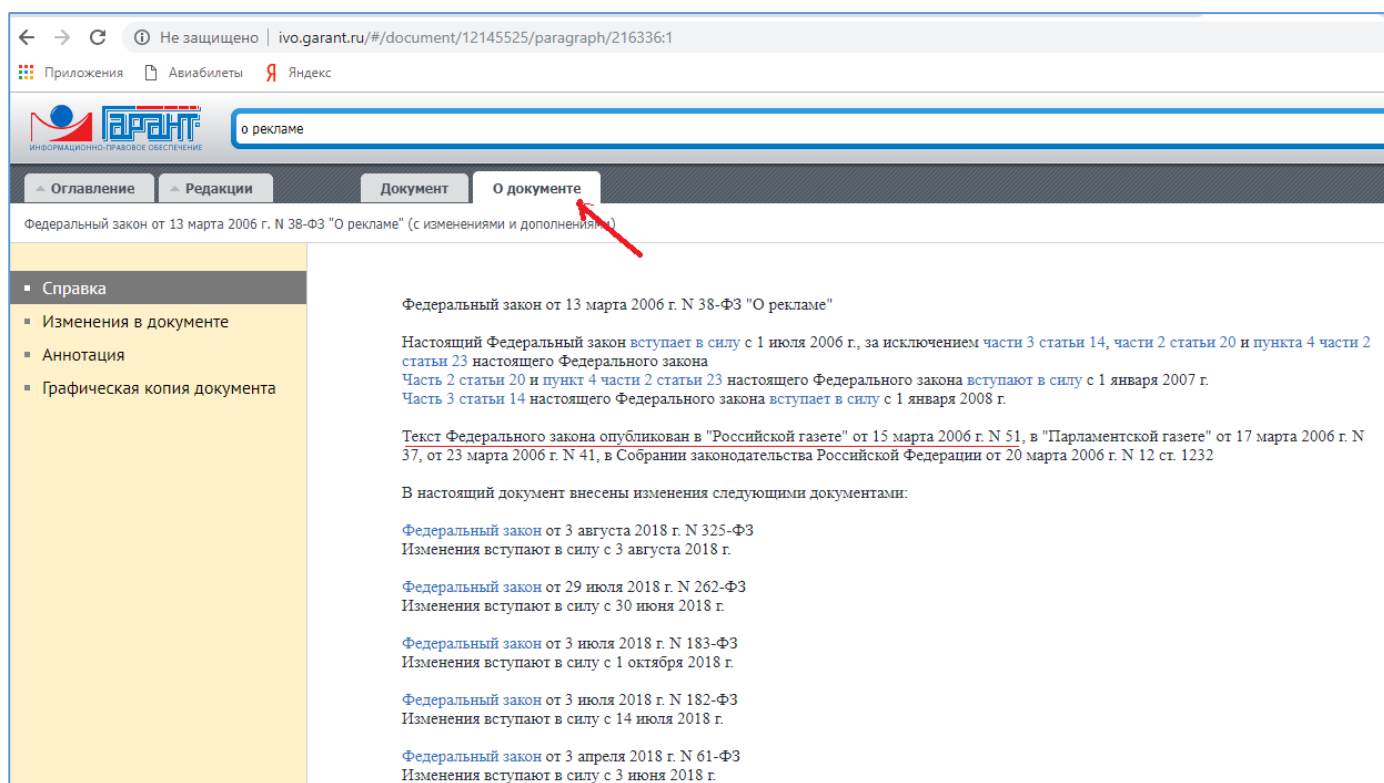 Не защищено | ivo.garant.ru/#/document/12145525/paragraph/216336:1
Приложения Авиабилеты Я Яндекс
ГАРАНТ
ИНФОРМАЦИОННО-ПРАВОВОЕ ОБЕСПЕЧЕНИЕ
о рекламе
Оглавление Редакции Документ О документе
Федеральный закон от 13 марта 2006 г. N 38-ФЗ "О рекламе" (с изменениями и дополнениями)
Справка
Изменения в документе
Аннотация
Графическая копия документа
Федеральный закон от 13 марта 2006 г. N 38-ФЗ "О рекламе"
Настоящий Федеральный закон вступает в силу с 1 июля 2006 г., за исключением части 3 статьи 14, части 2 статьи 20 и пункта 4 части 2
статьи 23 настоящего Федерального закона
Часть 2 статьи 20 и пункт 4 части 2 статьи 23 настоящего Федерального закона вступают в силу с 1 января 2007 г.
Часть 3 статьи 14 настоящего Федерального закона вступает в силу с 1 января 2008 г.
Текст Федерального закона опубликован в "Российской газете" от 15 марта 2006 г. N 51, в "Парламентской газете" от 17 марта 2006 г. N
37, от 23 марта 2006 г. N 41, в Собрании законодательства Российской Федерации от 20 марта 2006 г. N 12 ст. 1232
В настоящий документ внесены изменения следующими документами:
Федеральный закон от 3 августа 2018 г. N 325-ФЗ
Изменения вступают в силу с 3 августа 2018 г.
Федеральный закон от 29 июля 2018 г. N 262-ФЗ
Изменения вступают в силу с 30 июня 2018 г.
Федеральный закон от 3 июля 2018 г. N 183-ФЗ
Изменения вступают в силу с 1 октября 2018 г.
Федеральный закон от 3 июля 2018 г. N 182-ФЗ
Изменения вступают в силу с 14 июля 2018 г.
Федеральный закон от 3 апреля 2018 г. N 61-ФЗ
Изменения вступают в силу с 3 июня 2018 г.